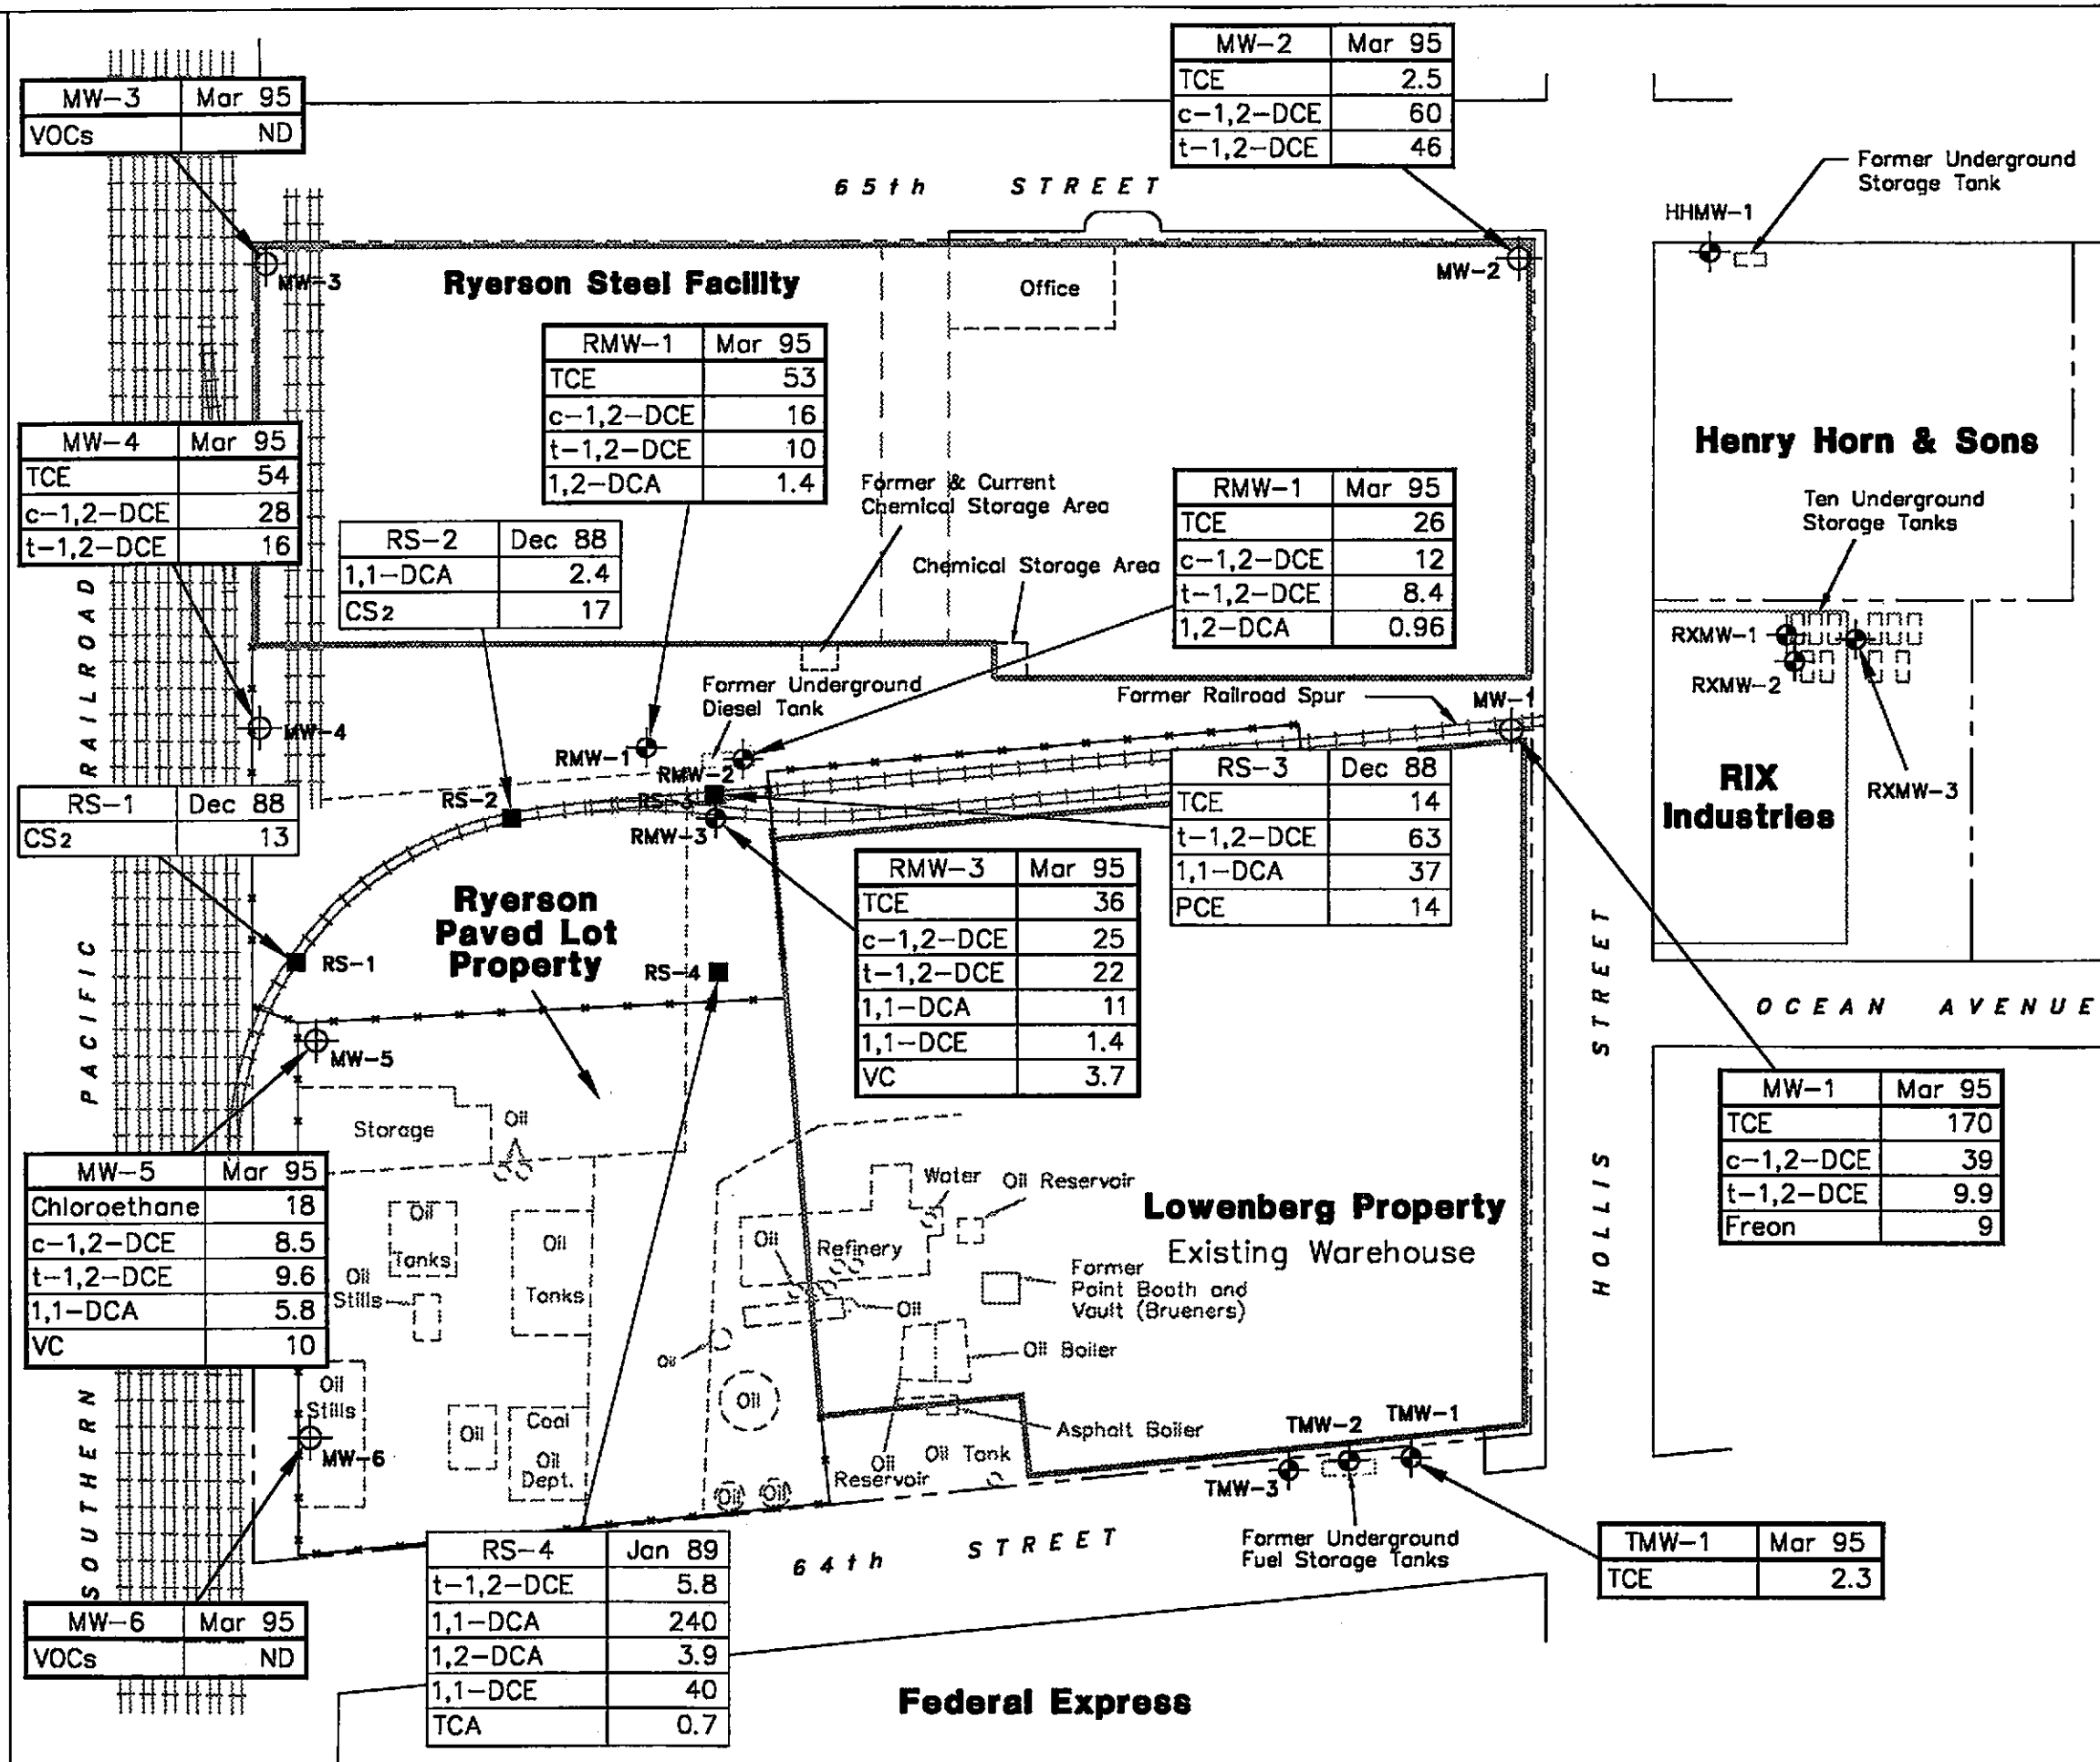 MW-3 Mar 95
VOCs ND
MW-2 Mar 95
TCE 2.5
c-1,2-DCE 60
t-1,2-DCE 46
65th STREET
Former Underground
Storage Tank
HHMW-1
MW-3
Ryerson Steel Facility
Office
MW-2
RMW-1 Mar 95
TCE 53
c-1,2-DCE 16
t-1,2-DCE 10
1,2-DCA 1.4
MW-4 Mar 95
TCE 54
c-1,2-DCE 28
t-1,2-DCE 16
Henry Horn & Sons
Former & Current
Chemical Storage Area
RMW-1 Mar 95
TCE 26
c-1,2-DCE 12
t-1,2-DCE 8.4
1,2-DCA 0.96
Ten Underground
Storage Tanks
RS-2 Dec 88
1,1-DCA 2.4
CS2 17
Chemical Storage Area
RXMW-1
RXMW-2
RXMW-3
RIX
Industries
Former Underground
Diesel Tank
Former Railroad Spur
MW-1
MW-4
RMW-1
RMW-2
RS-2
RS-3
RMW-3
RS-1 Dec 88
CS2 13
RS-3 Dec 88
TCE 14
t-1,2-DCE 63
1,1-DCA 37
PCE 14
RMW-3 Mar 95
TCE 36
c-1,2-DCE 25
t-1,2-DCE 22
1,1-DCA 11
1,1-DCE 1.4
VC 3.7
Ryerson
Paved Lot
Property
RS-1
RS-4
MW-5
OCEAN AVENUE
HOLLIS STREET
SOUTHERN PACIFIC RAILROAD
MW-1 Mar 95
TCE 170
c-1,2-DCE 39
t-1,2-DCE 9.9
Freon 9
Storage
Oil
MW-5 Mar 95
Chloroethane 18
c-1,2-DCE 8.5
t-1,2-DCE 9.6
1,1-DCA 5.8
VC 10
Oil
Tanks
Oil
Tanks
Oil
Stills
Water
Oil Reservoir
Oil
Refinery
Lowenberg Property
Existing Warehouse
Former
Paint Booth and
Vault (Brueners)
Oil
Oil
Oil Boiler
Oil
Stills
Oil
Coal
Oil
Dept.
Oil
Asphalt Boiler
MW-6
Oil
Oil
Oil
Reservoir
Oil Tank
TMW-2
TMW-1
TMW-3
Former Underground
Fuel Storage Tanks
64th STREET
TMW-1 Mar 95
TCE 2.3
RS-4 Jan 89
t-1,2-DCE 5.8
1,1-DCA 240
1,2-DCA 3.9
1,1-DCE 40
TCA 0.7
MW-6 Mar 95
VOCs ND
Federal Express